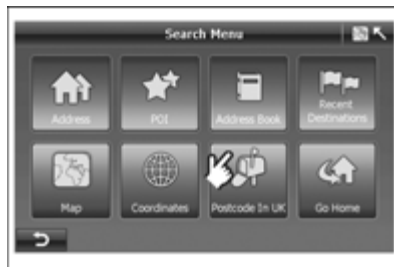 Search Menu
Address
POI
Address Book
Recent
Destinations
Map
Coordinates
Postcode In UK
Go Home